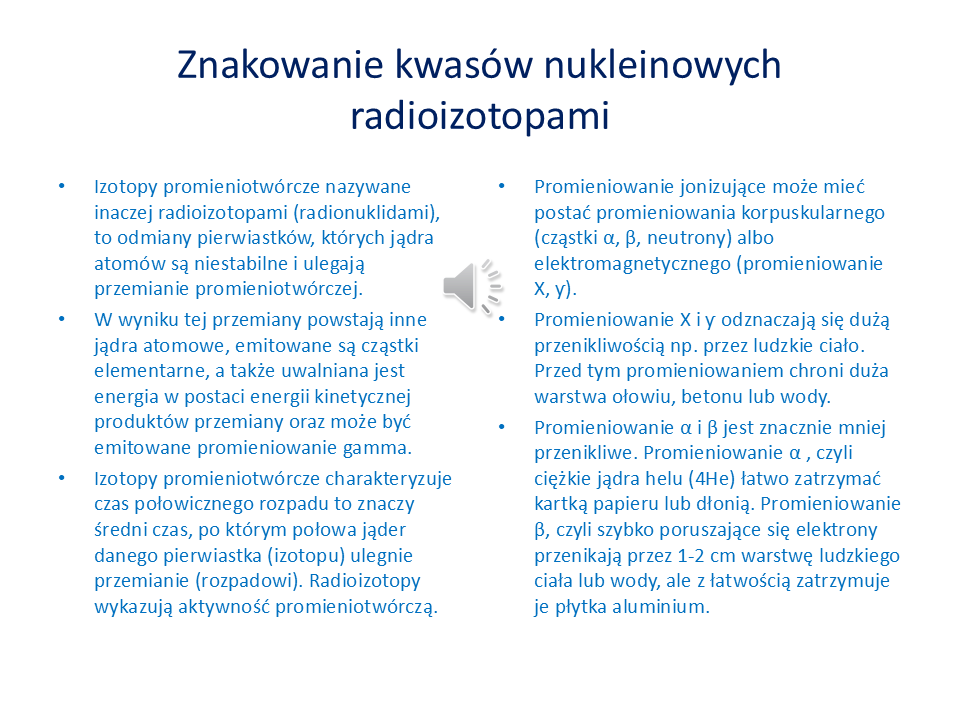 Znakowanie kwasów nukleinowych
radioizotopami
• Izotopy promieniotwórcze nazywane
inaczej radioizotopami (radionuklidami),
to odmiany pierwiastków, których jądra
atomów są niestabilne i ulegają
przemianie promieniotwórczej.
• W wyniku tej przemiany powstają inne
jądra atomowe, emitowane są cząstki
elementarne, a także uwalniana jest
energia w postaci energii kinetycznej
produktów przemiany oraz może być
emitowane promieniowanie gamma.
• Izotopy promieniotwórcze charakteryzuje
czas połowicznego rozpadu to znaczy
średni czas, po którym połowa jąder
danego pierwiastka (izotopu) ulegnie
przemianie (rozpadowi). Radioizotopy
wykazują aktywność promieniotwórczą.
• Promieniowanie jonizujące może mieć
postać promieniowania korpuskularnego
(cząstki α, β, neutrony) albo
elektromagnetycznego (promieniowanie
X, γ).
• Promieniowanie X i γ odznaczają się dużą
przenikliwością np. przez ludzkie ciało.
Przed tym promieniowaniem chroni duża
warstwa ołowiu, betonu lub wody.
• Promieniowanie α i β jest znacznie mniej
przenikliwe. Promieniowanie α , czyli
ciężkie jądra helu (4He) łatwo zatrzymać
kartką papieru lub dłonią. Promieniowanie
β, czyli szybko poruszające się elektrony
przenikają przez 1-2 cm warstwę ludzkiego
ciała lub wody, ale z łatwością zatrzymuje
je płytka aluminium.